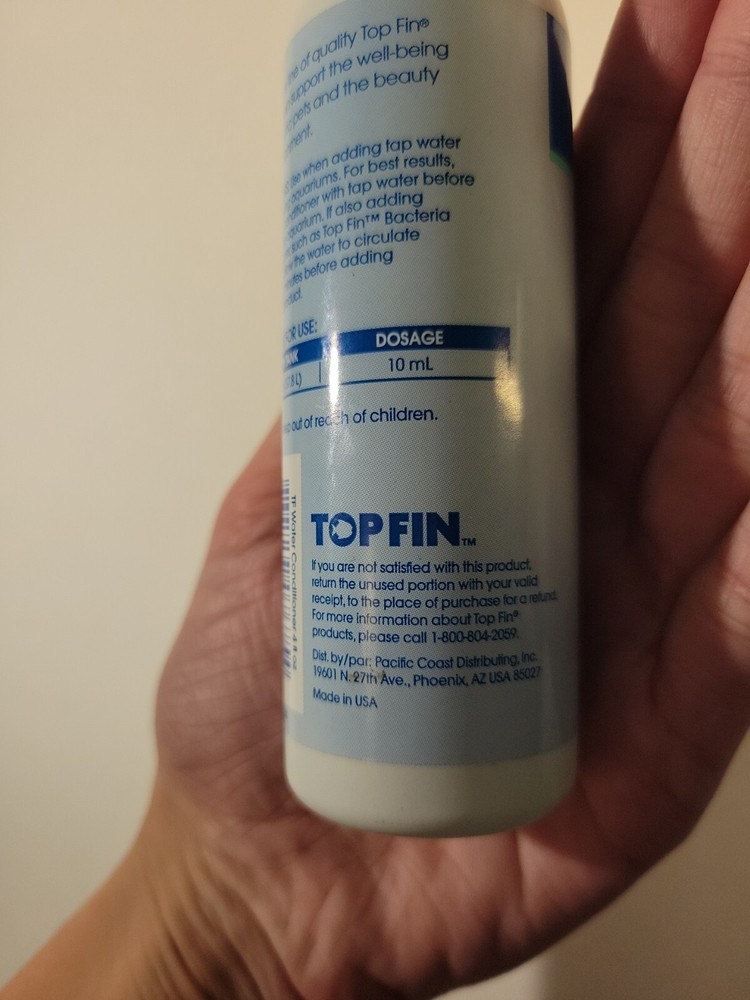 of quality Top Fin®
support the well-being
pets and the beauty
when adding tap water
aquariums. For best results,
with tap water before
If also adding
such as Top Fin™ Bacteria
the water to circulate
before adding
FOR USE:
DOSAGE
10 mL
out of reach of children.
TF Water Conditioner 4 fl oz
TOP FIN™
If you are not satisfied with this product,
return the unused portion with your valid
receipt, to the place of purchase for a refund.
For more information about Top Fin®
products, please call 1-800-804-2059.
Dist. by/par: Pacific Coast Distributing, Inc.
19601 N. 27th Ave., Phoenix, AZ USA 85027
Made in USA